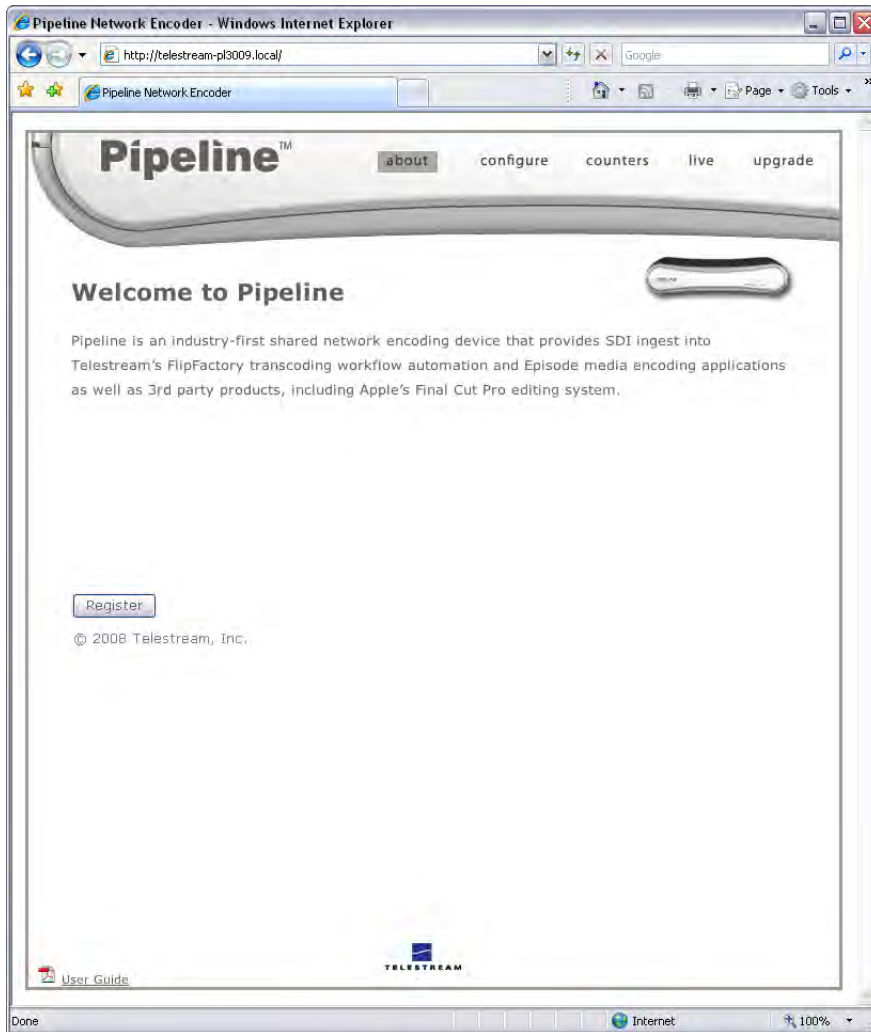 Pipeline Network Encoder - Windows Internet Explorer
http://telestream-pl3009.local/
Google
Pipeline Network Encoder
Page
Tools
Pipeline™
about configure counters live upgrade
Welcome to Pipeline
Pipeline is an industry-first shared network encoding device that provides SDI ingest into
Telestream's FlipFactory transcoding workflow automation and Episode media encoding applications
as well as 3rd party products, including Apple's Final Cut Pro editing system.
Register
© 2008 Telestream, Inc.
TELESTREAM
User Guide
Done
Internet
100%